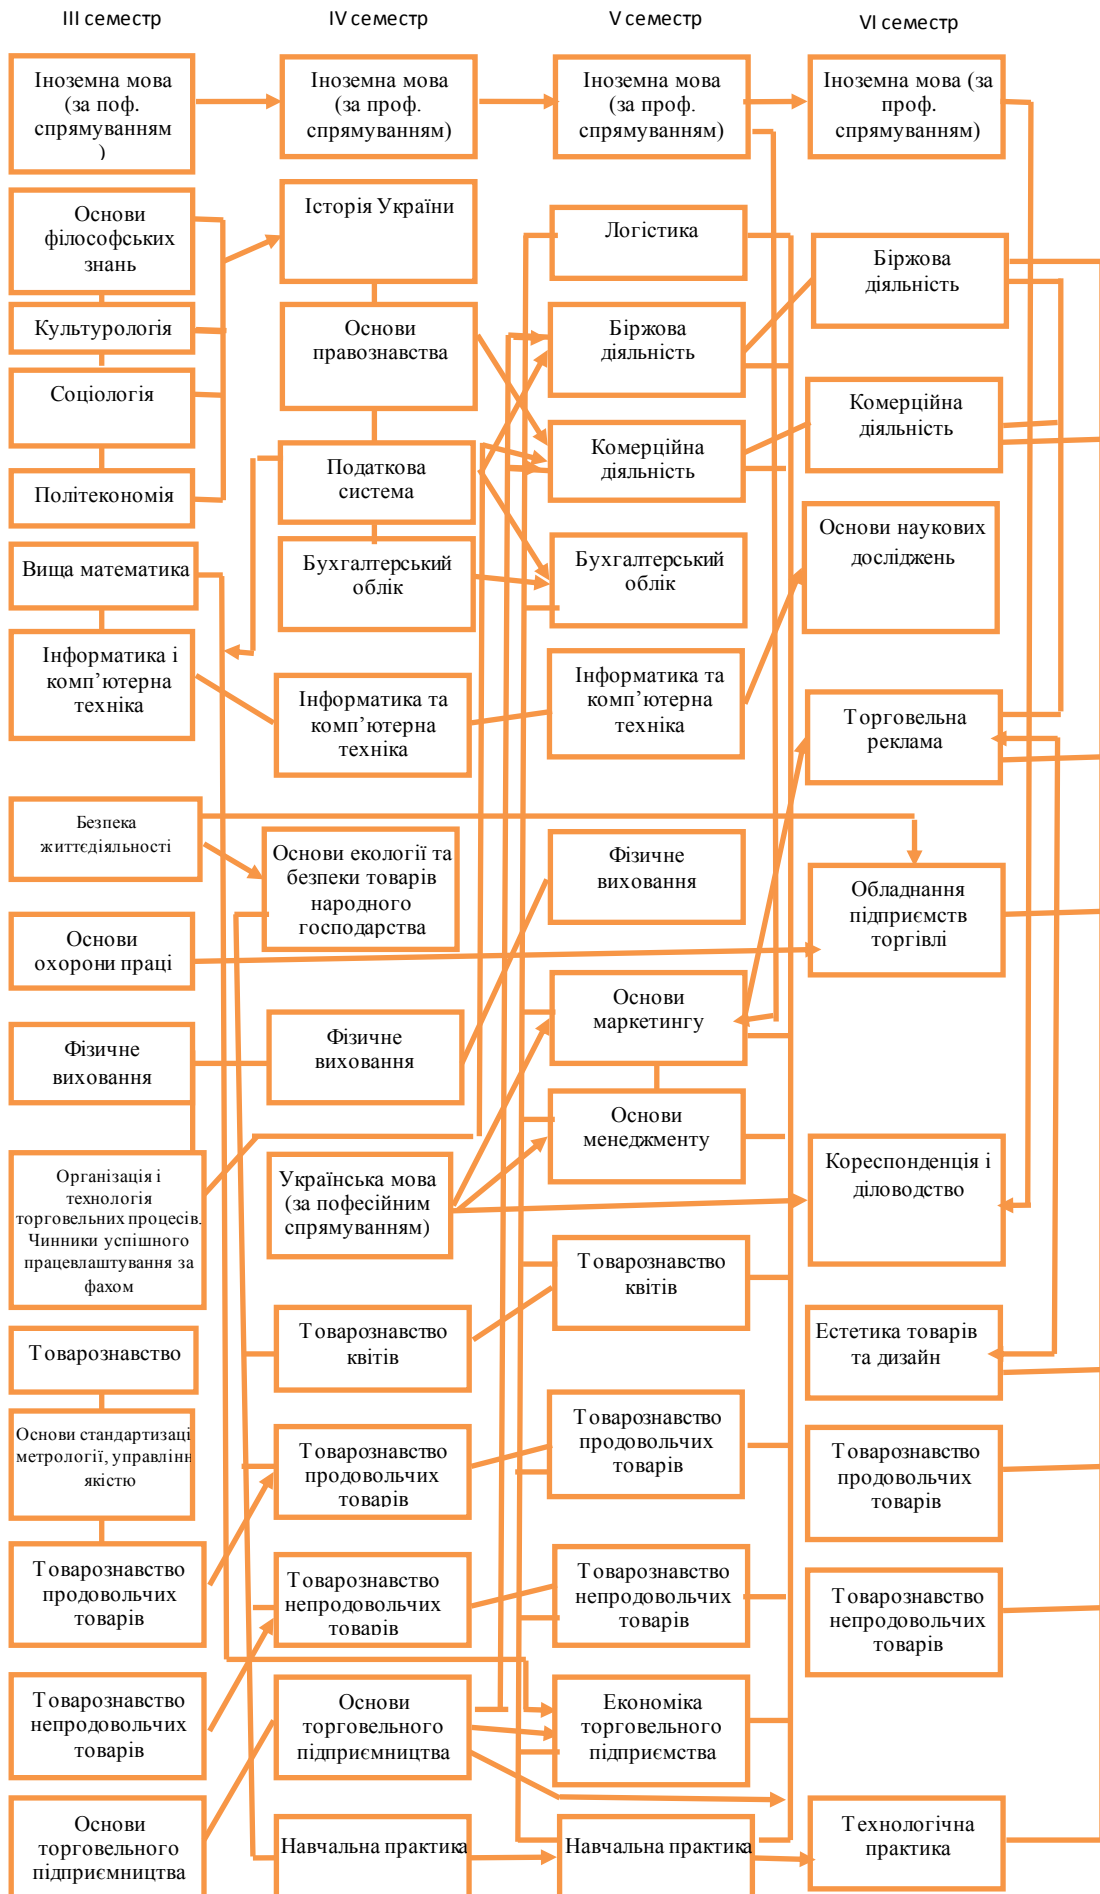 III семестр
IV семестр
V семестр
VI семестр
Іноземна мова
(за поф.
спрямуванням
)
Основи
філософських
знань
Культурологія
Соціологія
Політекономія
Вища математика
Інформатика і
комп’ютерна
техніка
Безпека
життєдіяльності
Основи
охорони праці
Фізичне
виховання
Організація і
технологія
торговельних процесів.
Чинники успішного
працевлаштування за
фахом
Товарознавство
Основи стандартизаці
метрології, управлінн
якістю
Товарознавство
продовольчих
товарів
Товарознавство
непродовольчих
товарів
Основи
торговельного
підприємництва
Іноземна мова
(за проф.
спрямуванням)
Історія України
Основи
правознавства
Податкова
система
Бухгалтерський
облік
Інформатика та
комп’ютерна
техніка
Основи екології та
безпеки товарів
народного
господарства
Фізичне
виховання
Українська мова
(за пофесійним
спрямуванням)
Товарознавство
квітів
Товарознавство
продовольчих
товарів
Товарознавство
непродовольчих
товарів
Основи
торговельного
підприємництва
Навчальна практика
Іноземна мова
(за проф.
спрямуванням)
Логістика
Біржова
діяльність
Комерційна
діяльність
Бухгалтерський
облік
Інформатика та
комп’ютерна
техніка
Фізичне
виховання
Основи
маркетингу
Основи
менеджменту
Товарознавство
квітів
Товарознавство
продовольчих
товарів
Товарознавство
непродовольчих
товарів
Економіка
торговельного
підприємства
Навчальна практика
Іноземна мова (за
проф.
спрямуванням)
Біржова
діяльність
Комерційна
діяльність
Основи наукових
досліджень
Торговельна
реклама
Обладнання
підприємств
торгівлі
Кореспонденція і
діловодство
Естетика товарів
та дизайн
Товарознавство
продовольчих
товарів
Товарознавство
непродовольчих
товарів
Технологічна
практика